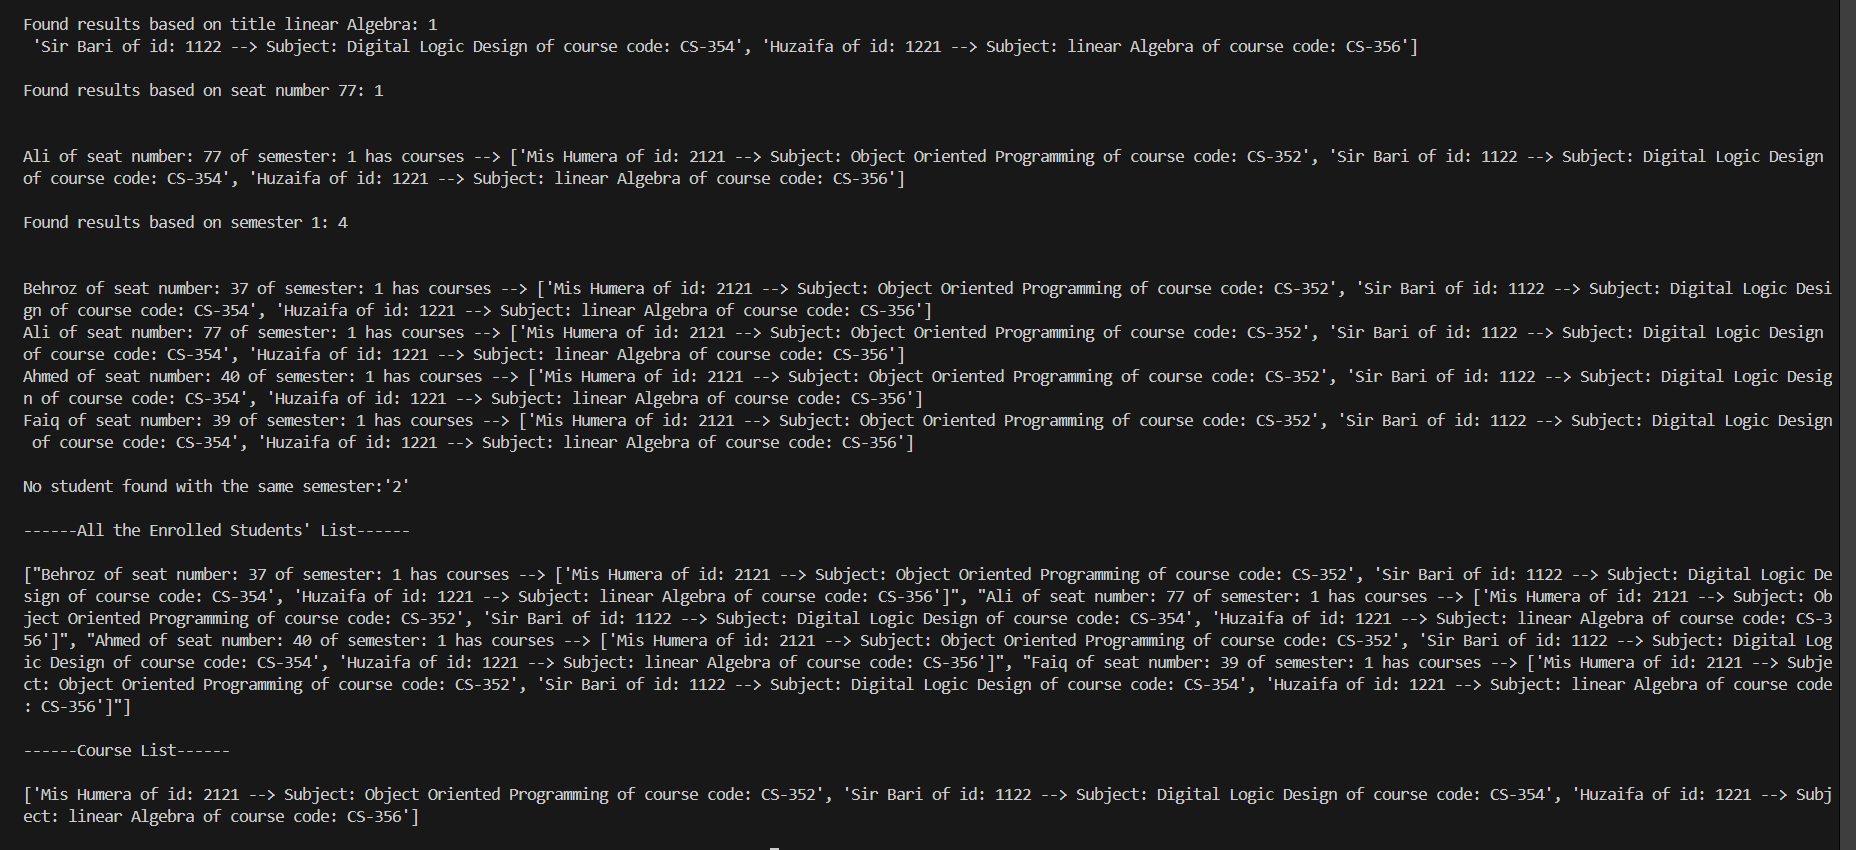 Found results based on title linear Algebra: 1
 'Sir Bari of id: 1122 --> Subject: Digital Logic Design of course code: CS-354', 'Huzaifa of id: 1221 --> Subject: linear Algebra of course code: CS-356']
Found results based on seat number 77: 1
Ali of seat number: 77 of semester: 1 has courses --> ['Mis Humera of id: 2121 --> Subject: Object Oriented Programming of course code: CS-352', 'Sir Bari of id: 1122 --> Subject: Digital Logic Design
of course code: CS-354', 'Huzaifa of id: 1221 --> Subject: linear Algebra of course code: CS-356']
Found results based on semester 1: 4
Behroz of seat number: 37 of semester: 1 has courses --> ['Mis Humera of id: 2121 --> Subject: Object Oriented Programming of course code: CS-352', 'Sir Bari of id: 1122 --> Subject: Digital Logic Desi
gn of course code: CS-354', 'Huzaifa of id: 1221 --> Subject: linear Algebra of course code: CS-356']
Ali of seat number: 77 of semester: 1 has courses --> ['Mis Humera of id: 2121 --> Subject: Object Oriented Programming of course code: CS-352', 'Sir Bari of id: 1122 --> Subject: Digital Logic Design
of course code: CS-354', 'Huzaifa of id: 1221 --> Subject: linear Algebra of course code: CS-356']
Ahmed of seat number: 40 of semester: 1 has courses --> ['Mis Humera of id: 2121 --> Subject: Object Oriented Programming of course code: CS-352', 'Sir Bari of id: 1122 --> Subject: Digital Logic Desig
n of course code: CS-354', 'Huzaifa of id: 1221 --> Subject: linear Algebra of course code: CS-356']
Faiq of seat number: 39 of semester: 1 has courses --> ['Mis Humera of id: 2121 --> Subject: Object Oriented Programming of course code: CS-352', 'Sir Bari of id: 1122 --> Subject: Digital Logic Design
 of course code: CS-354', 'Huzaifa of id: 1221 --> Subject: linear Algebra of course code: CS-356']
No student found with the same semester:'2'
------All the Enrolled Students' List------
["Behroz of seat number: 37 of semester: 1 has courses --> ['Mis Humera of id: 2121 --> Subject: Object Oriented Programming of course code: CS-352', 'Sir Bari of id: 1122 --> Subject: Digital Logic De
sign of course code: CS-354', 'Huzaifa of id: 1221 --> Subject: linear Algebra of course code: CS-356']", "Ali of seat number: 77 of semester: 1 has courses --> ['Mis Humera of id: 2121 --> Subject: Ob
ject Oriented Programming of course code: CS-352', 'Sir Bari of id: 1122 --> Subject: Digital Logic Design of course code: CS-354', 'Huzaifa of id: 1221 --> Subject: linear Algebra of course code: CS-3
56']", "Ahmed of seat number: 40 of semester: 1 has courses --> ['Mis Humera of id: 2121 --> Subject: Object Oriented Programming of course code: CS-352', 'Sir Bari of id: 1122 --> Subject: Digital Log
ic Design of course code: CS-354', 'Huzaifa of id: 1221 --> Subject: linear Algebra of course code: CS-356']", "Faiq of seat number: 39 of semester: 1 has courses --> ['Mis Humera of id: 2121 --> Subje
ct: Object Oriented Programming of course code: CS-352', 'Sir Bari of id: 1122 --> Subject: Digital Logic Design of course code: CS-354', 'Huzaifa of id: 1221 --> Subject: linear Algebra of course code
: CS-356']"]
------Course List------
['Mis Humera of id: 2121 --> Subject: Object Oriented Programming of course code: CS-352', 'Sir Bari of id: 1122 --> Subject: Digital Logic Design of course code: CS-354', 'Huzaifa of id: 1221 --> Subj
ect: linear Algebra of course code: CS-356']